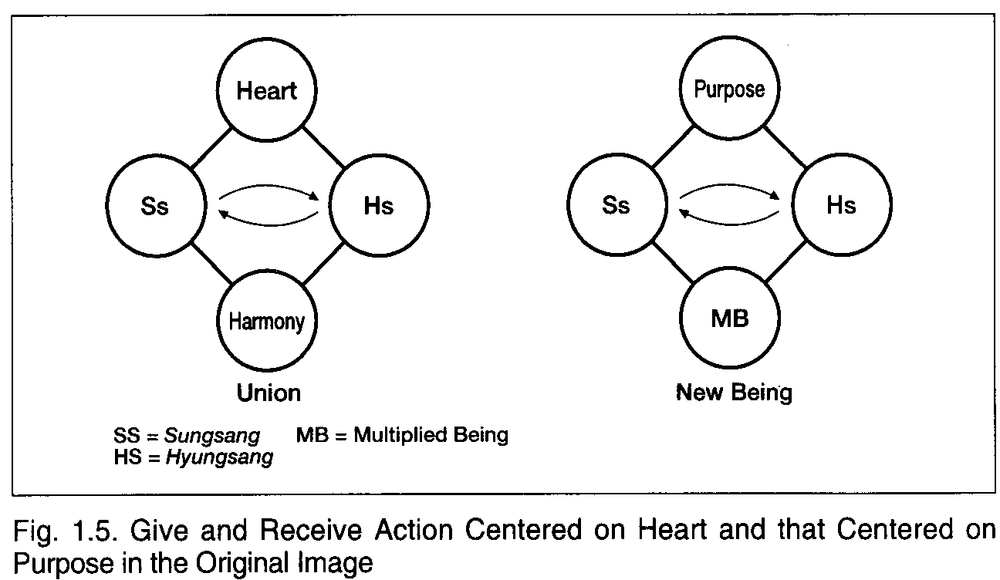 Heart
Purpose
Ss
Hs
Ss
Hs
Harmony
MB
Union
New Being
SS = Sungsang MB = Multiplied Being
HS = Hyungsang
Fig. 1.5. Give and Receive Action Centered on Heart and that Centered on
Purpose in the Original Image